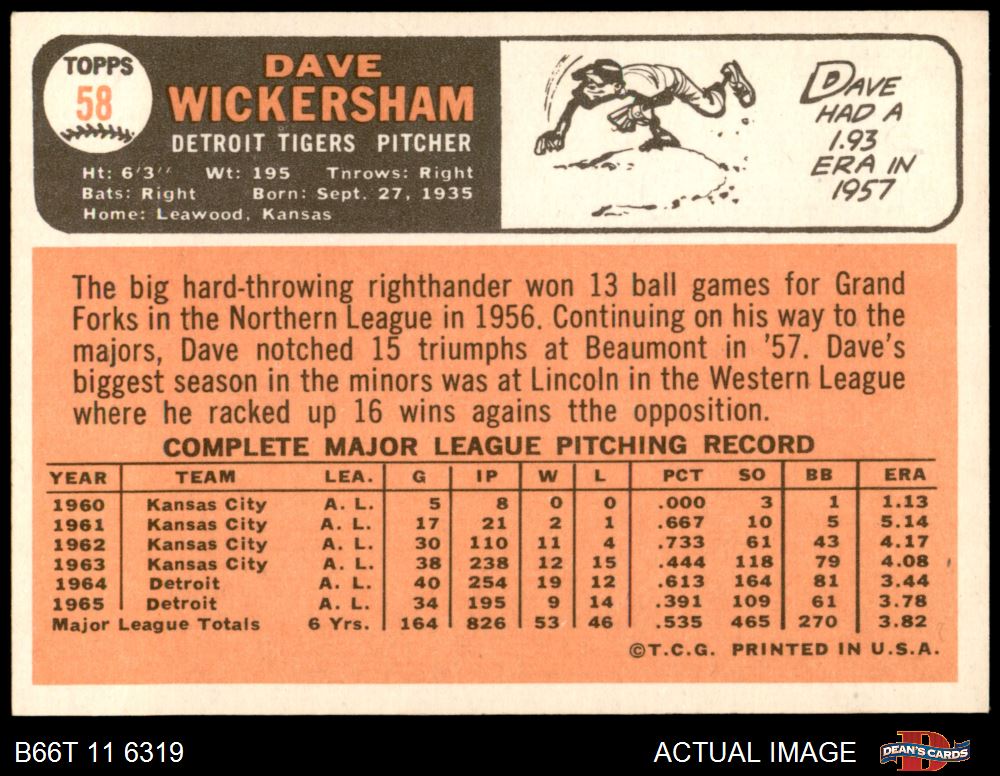 TOPPS
58
DAVE
WICKERSHAM
DETROIT TIGERS PITCHER
Ht: 6'3" Wt: 195 Throws: Right
Bats: Right Born: Sept. 27, 1935
Home: Leawood, Kansas
DAVE
HAD A
1.93
ERA IN
1957
The big hard-throwing righthander won 13 ball games for Grand
Forks in the Northern League in 1956. Continuing on his way to the
majors, Dave notched 15 triumphs at Beaumont in '57. Dave's
biggest season in the minors was at Lincoln in the Western League
where he racked up 16 wins agains tthe opposition.
COMPLETE MAJOR LEAGUE PITCHING RECORD
YEAR TEAM LEA. G IP W L PCT SO BB ERA
1960 Kansas City A. L. 5 8 0 0 .000 3 1 1.13
1961 Kansas City A. L. 17 21 2 1 .667 10 5 5.14
1962 Kansas City A. L. 30 110 11 4 .733 61 43 4.17
1963 Kansas City A. L. 38 238 12 15 .444 118 79 4.08
1964 Detroit A. L. 40 254 19 12 .613 164 81 3.44
1965 Detroit A. L. 34 195 9 14 .391 109 61 3.78
Major League Totals 6 Yrs. 164 826 53 46 .535 465 270 3.82
©T.C.G. PRINTED IN U.S.A.
B66T 11 6319
ACTUAL IMAGE
DEAN'S CARDS